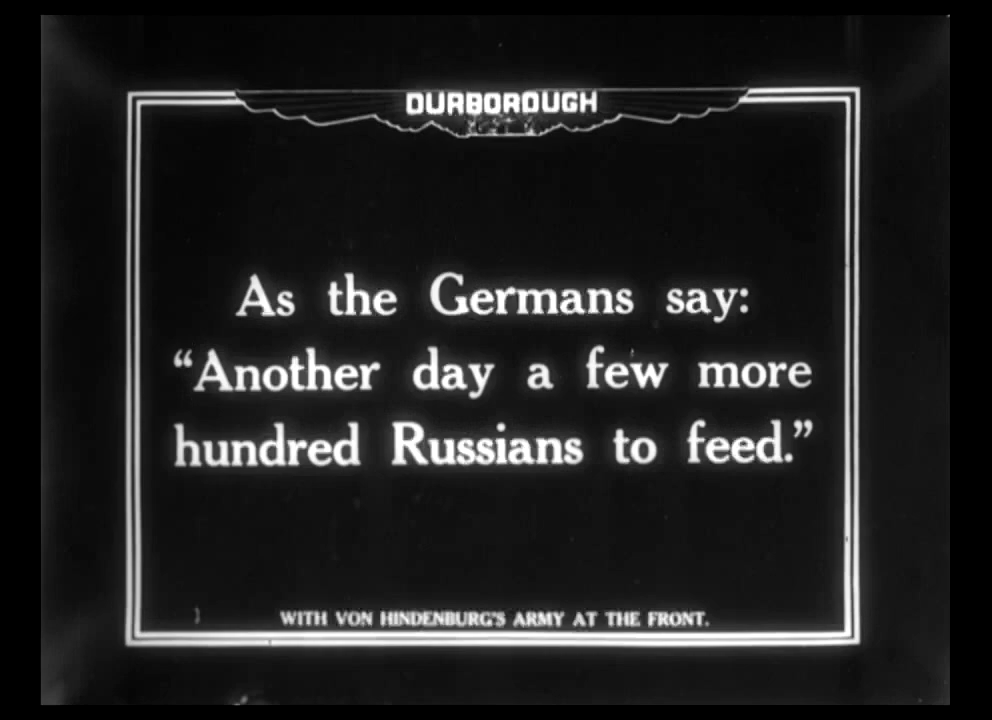 DURBOROUGH
As the Germans say:
“Another day a few more
hundred Russians to feed.”
WITH VON HINDENBURG'S ARMY AT THE FRONT.